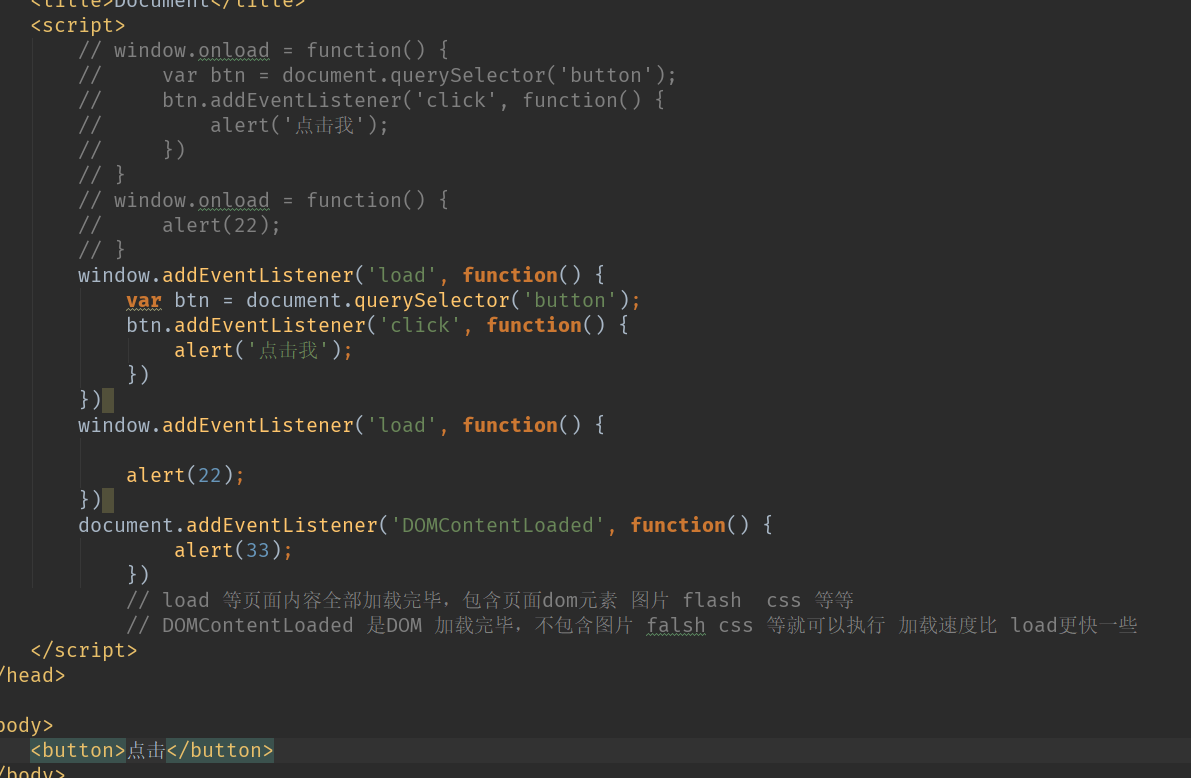 <title>Document</title>
<script>
// window.onload = function() {
//     var btn = document.querySelector('button');
//     btn.addEventListener('click', function() {
//         alert('点击我');
//     })
// }
// window.onload = function() {
//     alert(22);
// }
window.addEventListener('load', function() {
var btn = document.querySelector('button');
btn.addEventListener('click', function() {
alert('点击我');
})
})
window.addEventListener('load', function() {
alert(22);
})
document.addEventListener('DOMContentLoaded', function() {
alert(33);
})
// load 等页面内容全部加载完毕，包含页面dom元素 图片 flash  css 等等
// DOMContentLoaded 是DOM 加载完毕，不包含图片 falsh css 等就可以执行 加载速度比 load更快一些
</script>
/head>
body>
<button>点击</button>
/body>